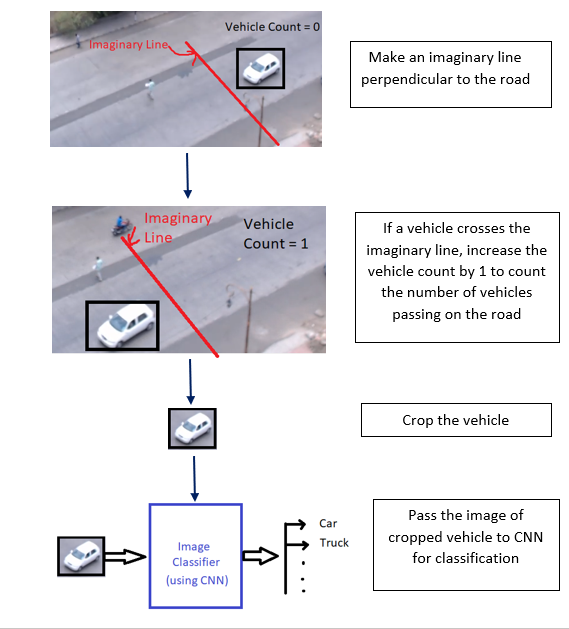 Vehicle Count = 0
Imaginary Line
Make an imaginary line
perpendicular to the road
Imaginary
Line
Vehicle
Count = 1
If a vehicle crosses the
imaginary line, increase the
vehicle count by 1 to count
the number of vehicles
passing on the road
Crop the vehicle
Image
Classifier
(using CNN)
Car
Truck
Pass the image of
cropped vehicle to CNN
for classification